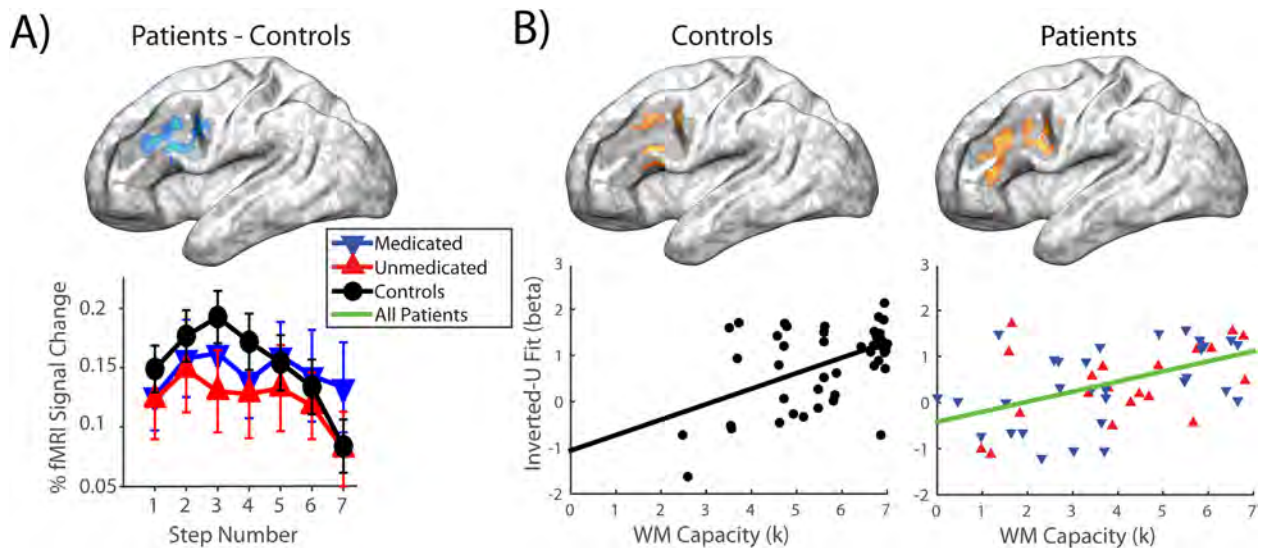 A)
Patients - Controls
B)
Controls
Patients
Medicated
Unmedicated
Controls
All Patients
% fMRI Signal Change
0.2
0.15
0.1
0.05
1 2 3 4 5 6 7
Step Number
Inverted-U Fit (beta)
3
2
1
0
-1
-2
0 1 2 3 4 5 6 7
WM Capacity (k)
3
2
1
0
-1
-2
0 1 2 3 4 5 6 7
WM Capacity (k)